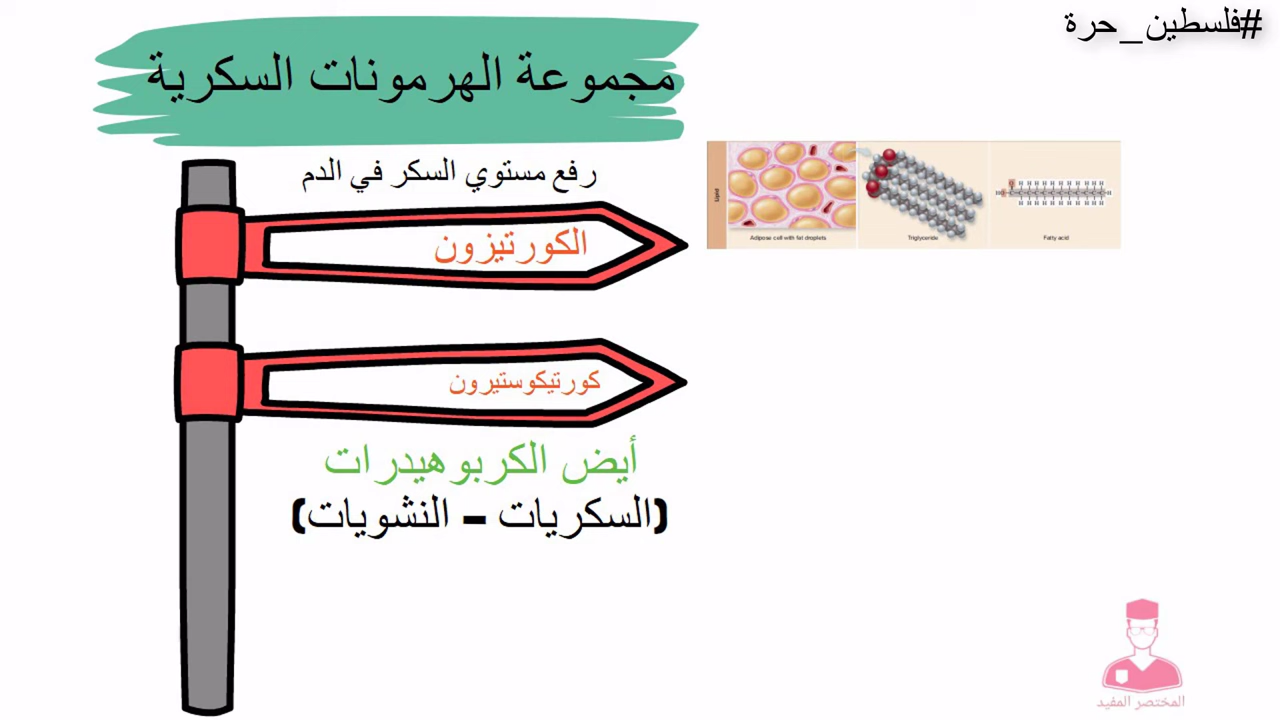 #فلسطين_حرة
مجموعة الهرمونات السكرية
رفع مستوي السكر في الدم
الكورتيزون
كورتيكوستيرون
أيض الكربوهيدرات
(السكريات – النشويات)
Lipid
Adipose cell with fat droplets
Triglyceride
Fatty acid
المختصر المفيد